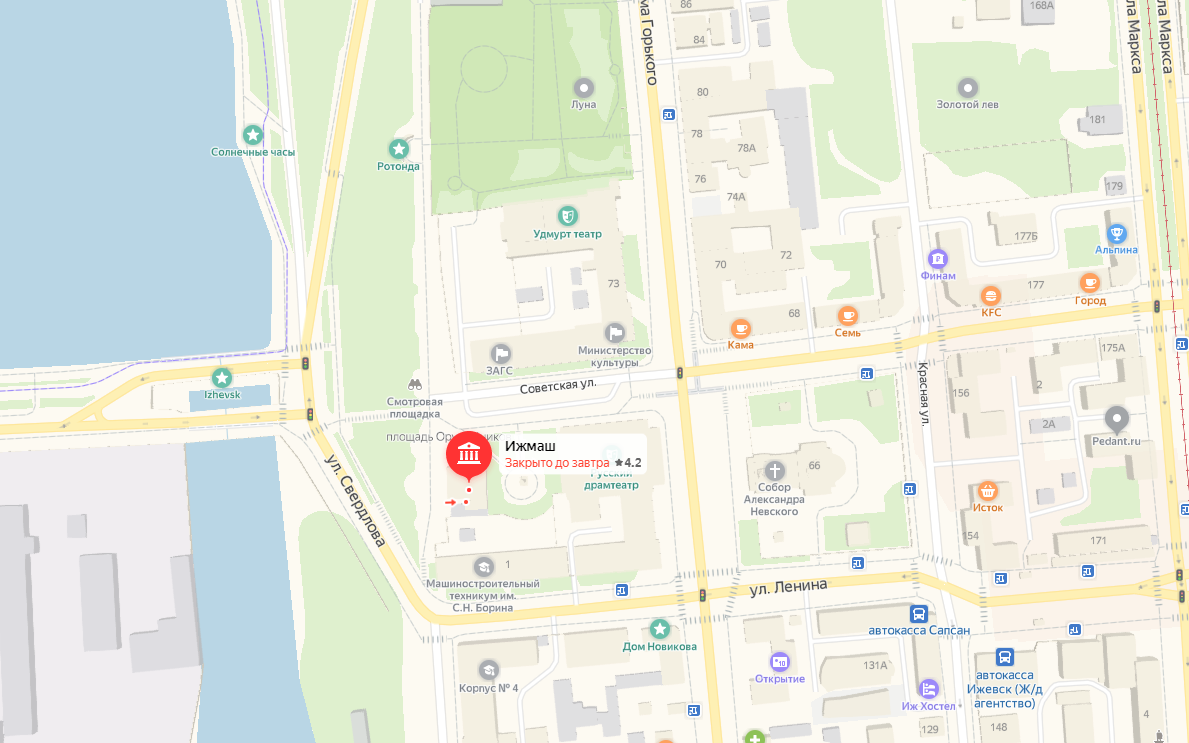 86
168А
ма Горького
ла Маркса
ла Маркса
84
80
Луна
Золотой лев
181
78
Солнечные часы
78А
Ротонда
76
179
74А
Удмурт театр
177Б
Альпина
72
70
Финам
73
177
KFC
Город
68
Семь
Кама
Министерство
культуры
ЗАГС
175А
Советская ул.
Izhevsk
Смотровая
площадка
Красная ул.
156
2
2А
Pedant.ru
площадь Ор
Ижмаш
Закрыто до завтра ★4.2
Русский
драмтеатр
66
Собор
Александра
Невского
Исток
ул. Свердлова
154
171
1
Машиностроительный
техникум им.
С.Н. Борина
ул. Ленина
автокасса Сапсан
Дом Новикова
131А
Открытие
автокасса
Ижевск (Ж/д
агентство)
Корпус № 4
Иж Хостел
129
148
4